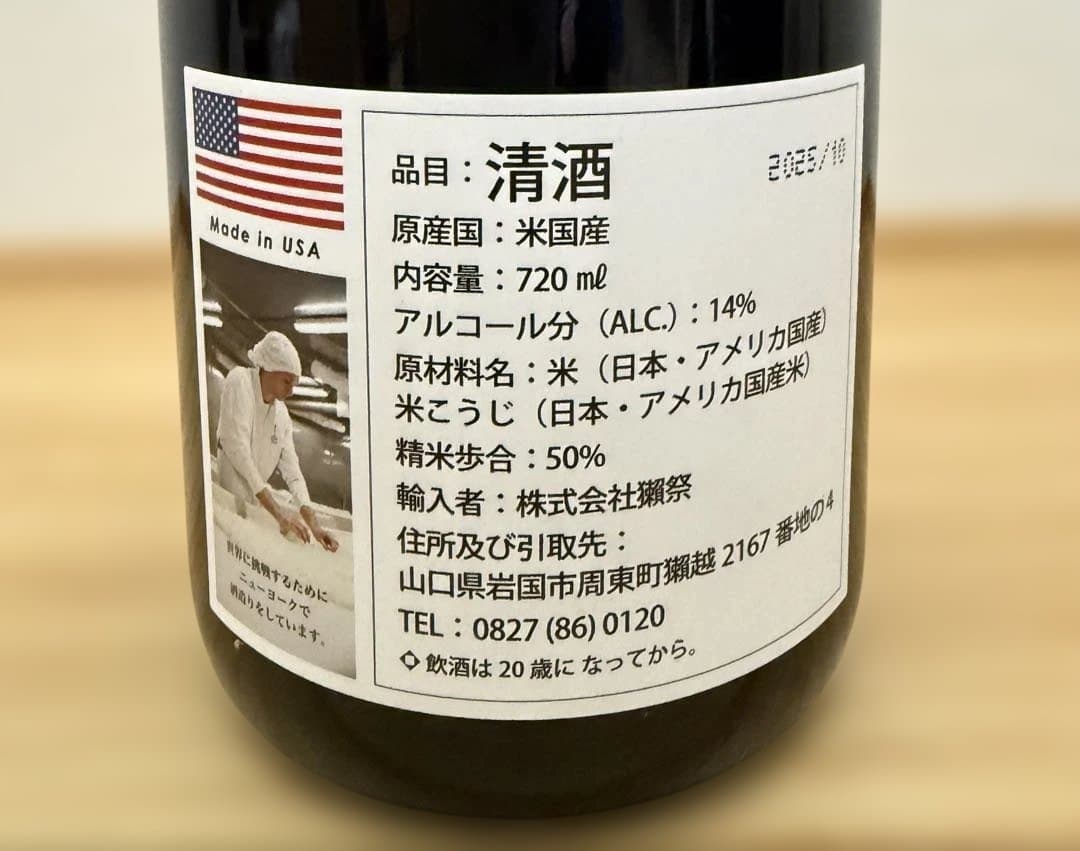 Made in USA
世界に挑戦するために
ニューヨークで
酒造りをしています。
品目：清酒
2025/10
原産国：米国産
内容量：720㎖
アルコール分（ALC.）：14%
原材料名：米（日本・アメリカ国産）
米こうじ（日本・アメリカ国産米）
精米歩合：50%
輸入者：株式会社獺祭
住所及び引取先：
山口県岩国市周東町獺越 2167 番地の4
TEL：0827 (86) 0120
飲酒は 20 歳に なってから。